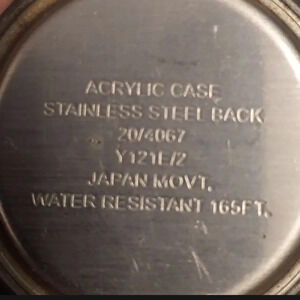 ACRYLIC CASE
STAINLESS STEEL BACK
20/4067
Y121E/2
JAPAN MOVT.
WATER RESISTANT 165FT.